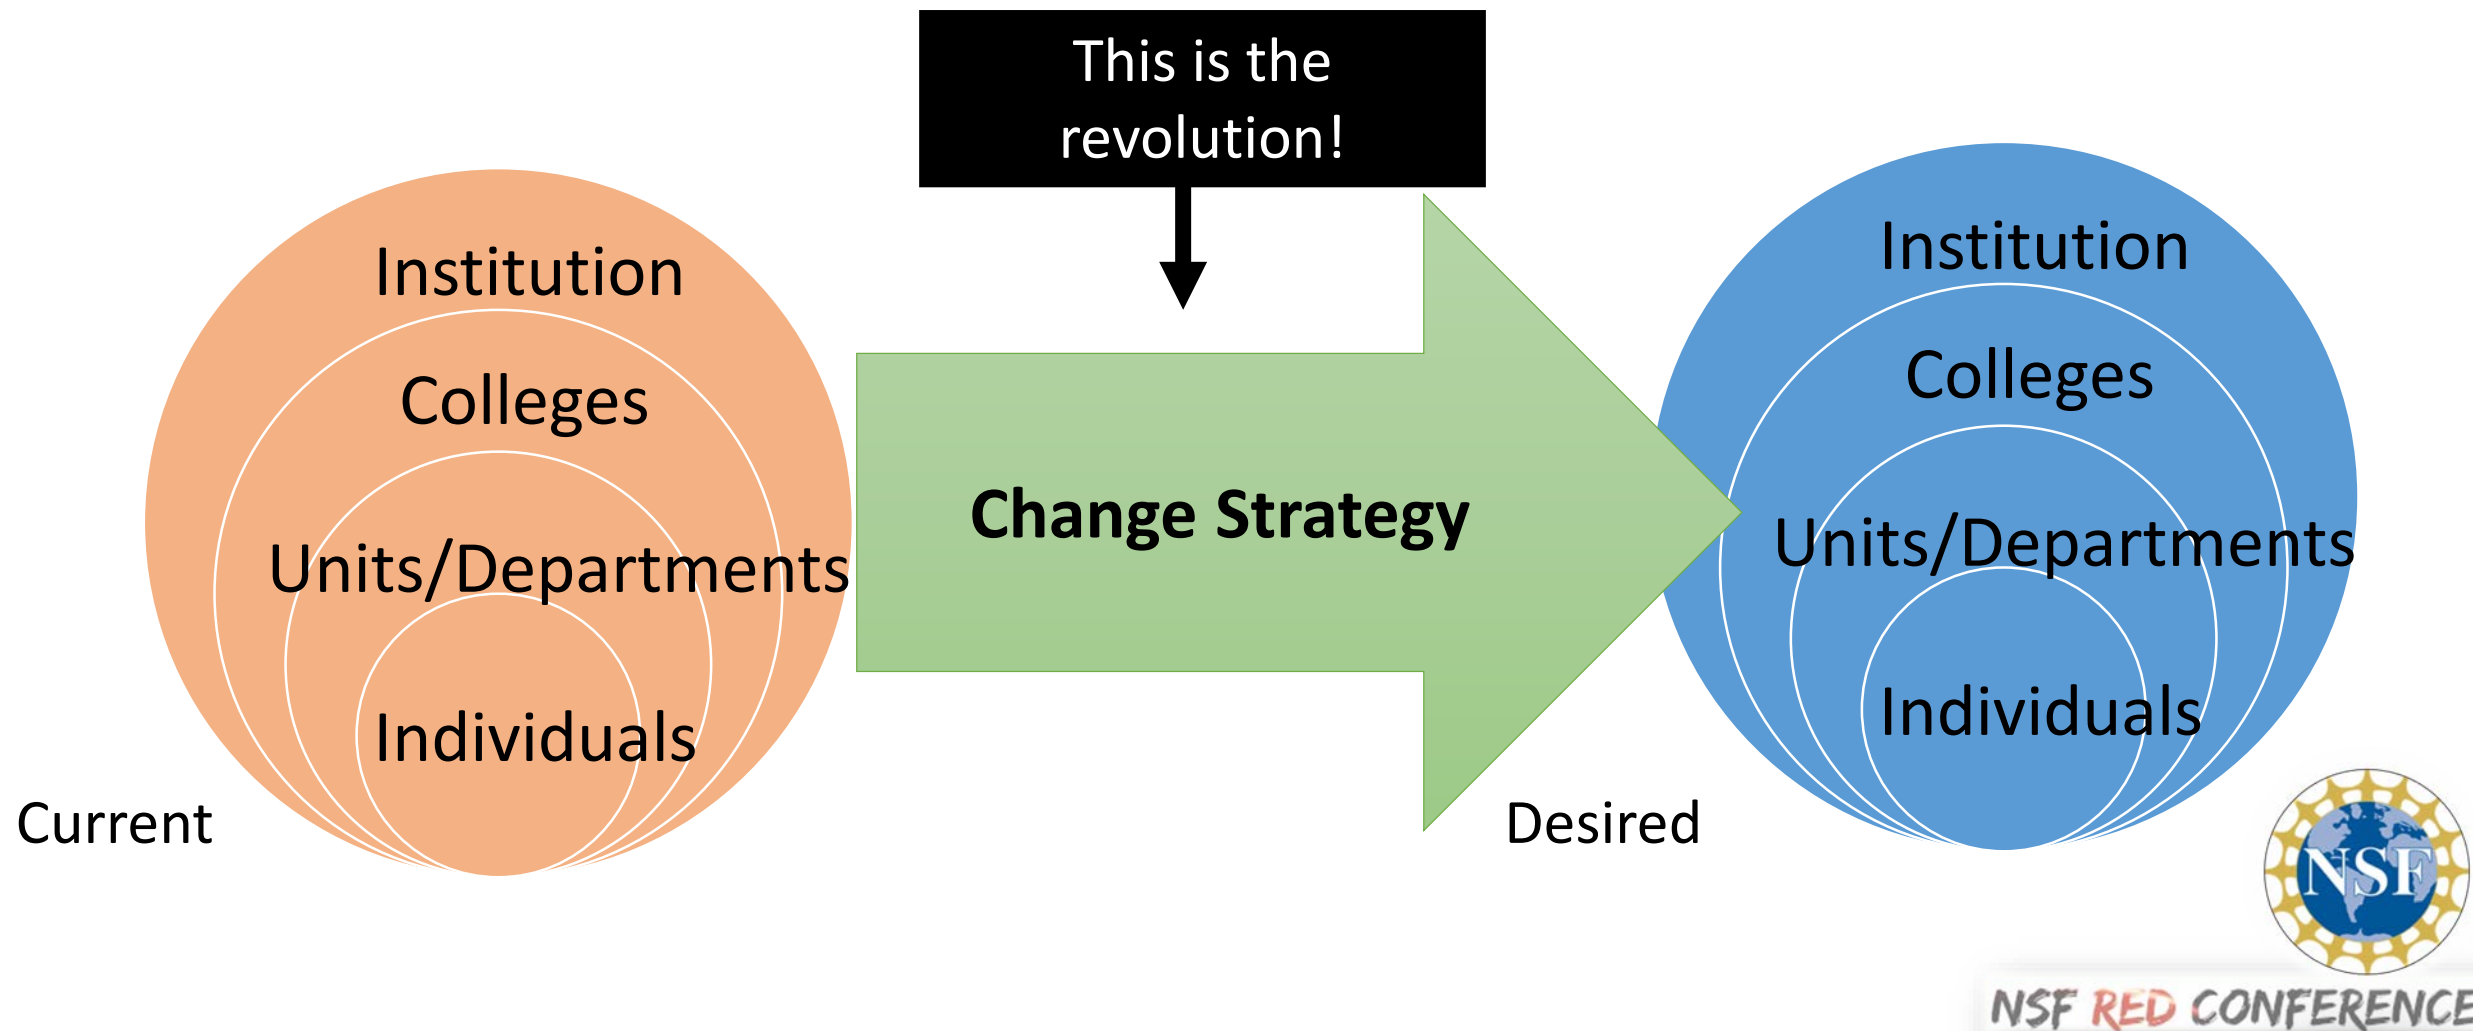 This is the
revolution!
Institution
Colleges
Units/Departments
Individuals
Current
Change Strategy
Institution
Colleges
Units/Departments
Individuals
Desired
NSF
NSF RED CONFERENCE